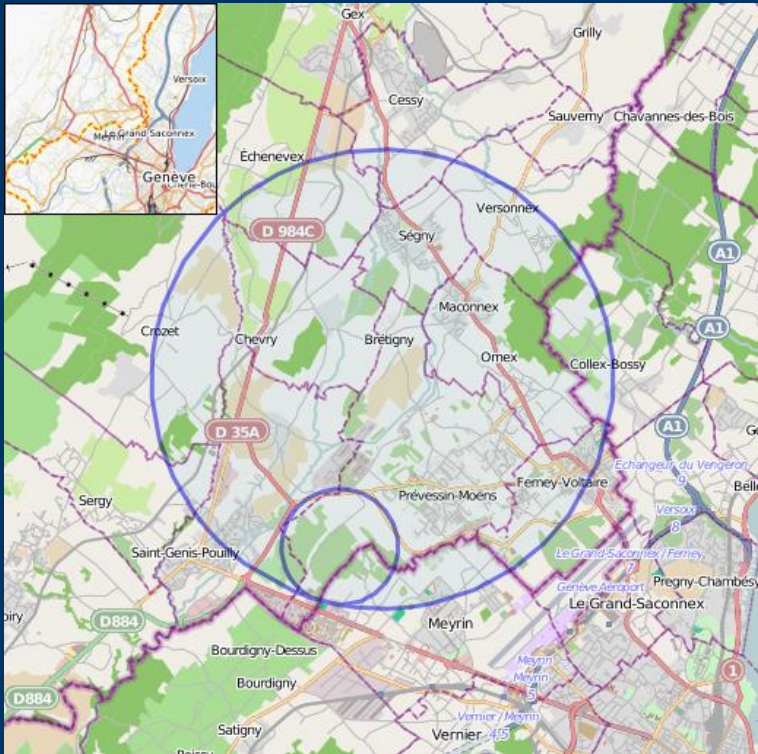 Gex
Grilly
Versoix
Meyrin
Le Grand Saconnex
Genève
Cessy
Sauverny
Chavannes-des-Bois
Échenevex
Versonnex
D 984C
Ségny
A1
Maconnex
Crozet
Chevry
Brétigny
A1
Ornex
Collex-Bossy
D 35A
A1
Echangeur du Vengeron
9
Ferney-Voltaire
Prévessin-Moëns
Sergy
Versoix
8
Saint-Genis-Pouilly
Le Grand-Saconnex / Ferney
7
Pregny-Chambésy
Genève Aéroport
Le Grand-Saconnex
D884
Meyrin
Bourdigny-Dessus
Meyrin
Meyrin
5
1
Bourdigny
D884
Satigny
Vernier / Meyrin
Vernier
4,5